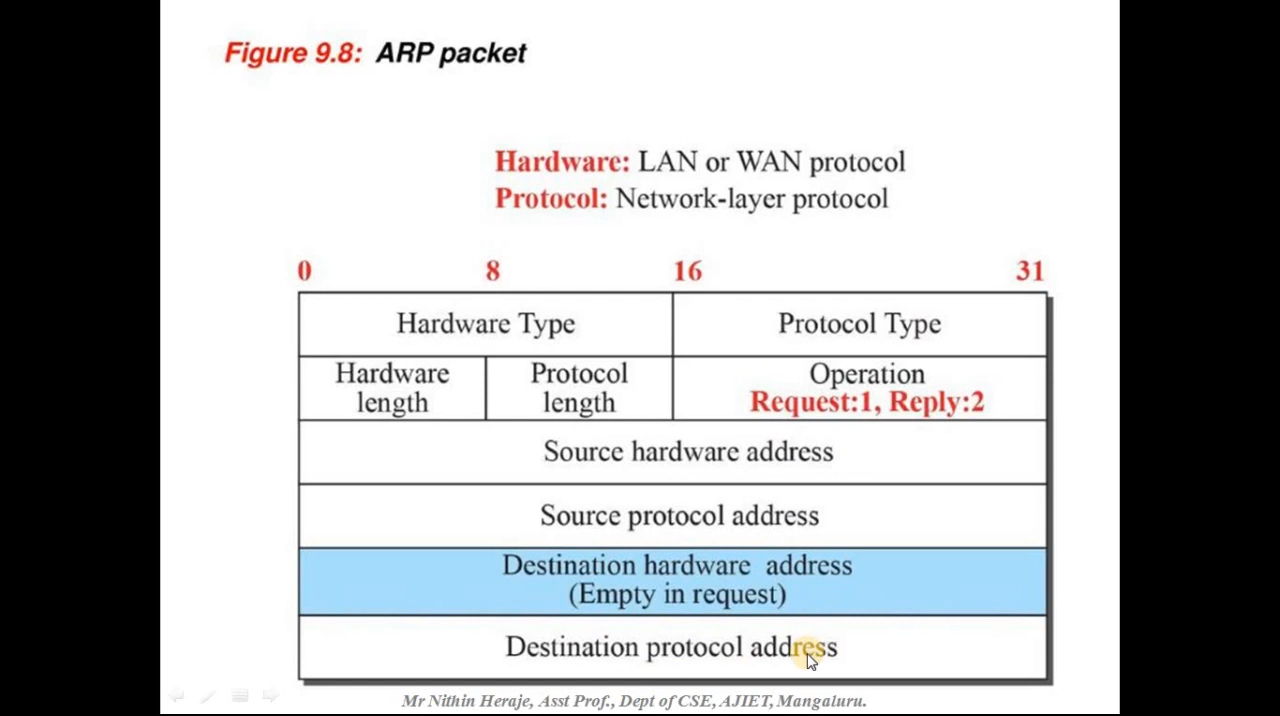 Figure 9.8: ARP packet
Hardware: LAN or WAN protocol
Protocol: Network-layer protocol
0 8 16 31
Hardware Type Protocol Type
Hardware length Protocol length Operation
Request:1, Reply:2
Source hardware address
Source protocol address
Destination hardware address
(Empty in request)
Destination protocol address
Mr Nithin Heraje, Asst Prof., Dept of CSE, AJIET, Mangaluru.